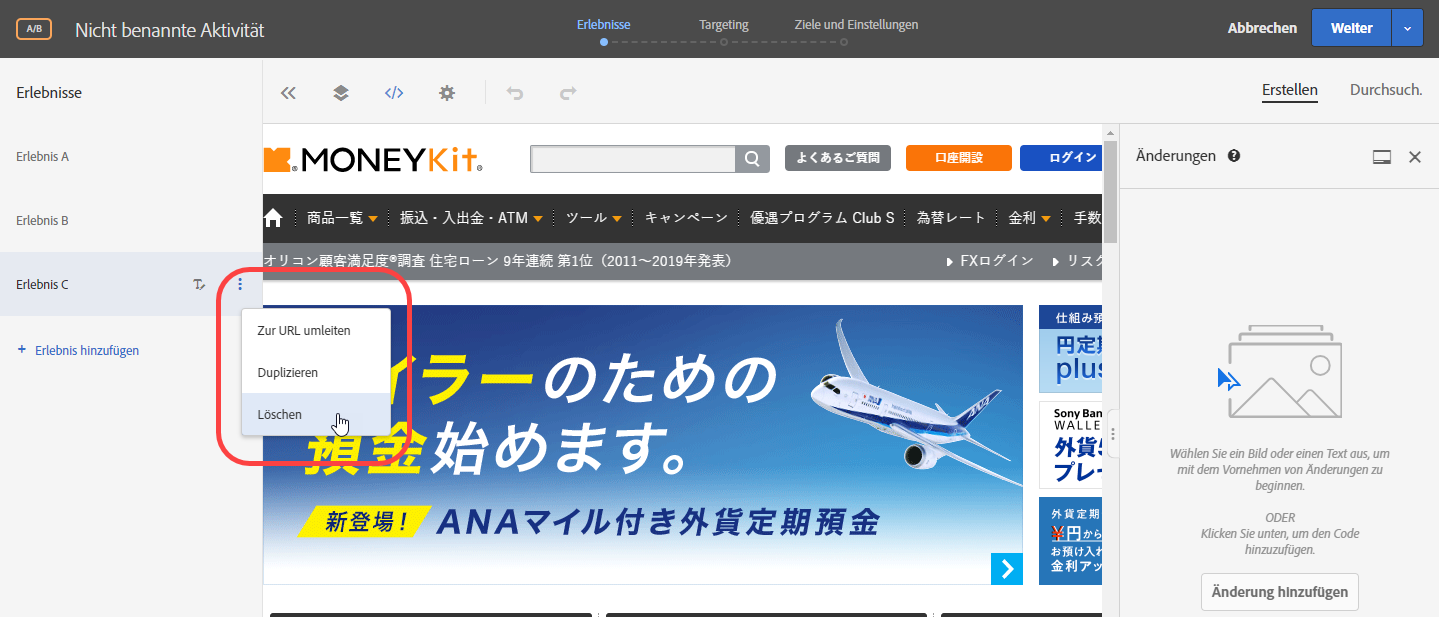 A/B
Nicht benannte Aktivität
Erlebnisse
Targeting
Ziele und Einstellungen
Abbrechen
Weiter
Erlebnisse
Erstellen
Durchsuch.
Erlebnis A
Erlebnis B
Erlebnis C
+ Erlebnis hinzufügen
Zur URL umleiten
Duplizieren
Löschen
MONEYKit
よくあるご質問
口座開設
ログイン
商品一覧
振込・入出金・ATM
ツール
キャンペーン
優遇プログラム Club S
為替レート
金利
手数
オリコン顧客満足度®調査 住宅ローン 9年連続 第1位（2011～2019年発表）
FXログイン
リスク
イラーのための
預金始めます。
新登場！
ANAマイル付き外貨定期預金
ANA
仕組み預
円定期
plus
Sony Ban
WALLE
外貨
プレー
外貨定期
¥円から
お預け入れ
金利アッ
Änderungen
Wählen Sie ein Bild oder einen Text aus, um
mit dem Vornehmen von Änderungen zu
beginnen.
ODER
Klicken Sie unten, um den Code
hinzuzufügen.
Änderung hinzufügen